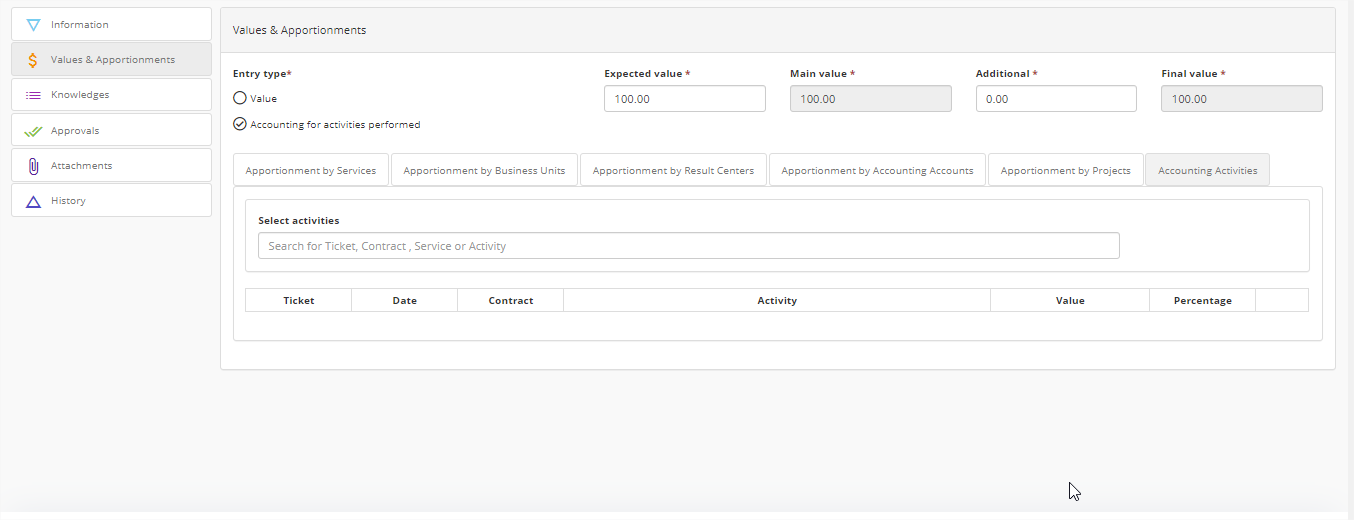 Information
Values & Apportionments
Knowledges
Approvals
Attachments
History
Values & Apportionments
Entry type*
Value
Accounting for activities performed
Expected value *
100.00
Main value *
100.00
Additional *
0.00
Final value *
100.00
Apportionment by Services
Apportionment by Business Units
Apportionment by Result Centers
Apportionment by Accounting Accounts
Apportionment by Projects
Accounting Activities
Select activities
Search for Ticket, Contract , Service or Activity
Ticket
Date
Contract
Activity
Value
Percentage